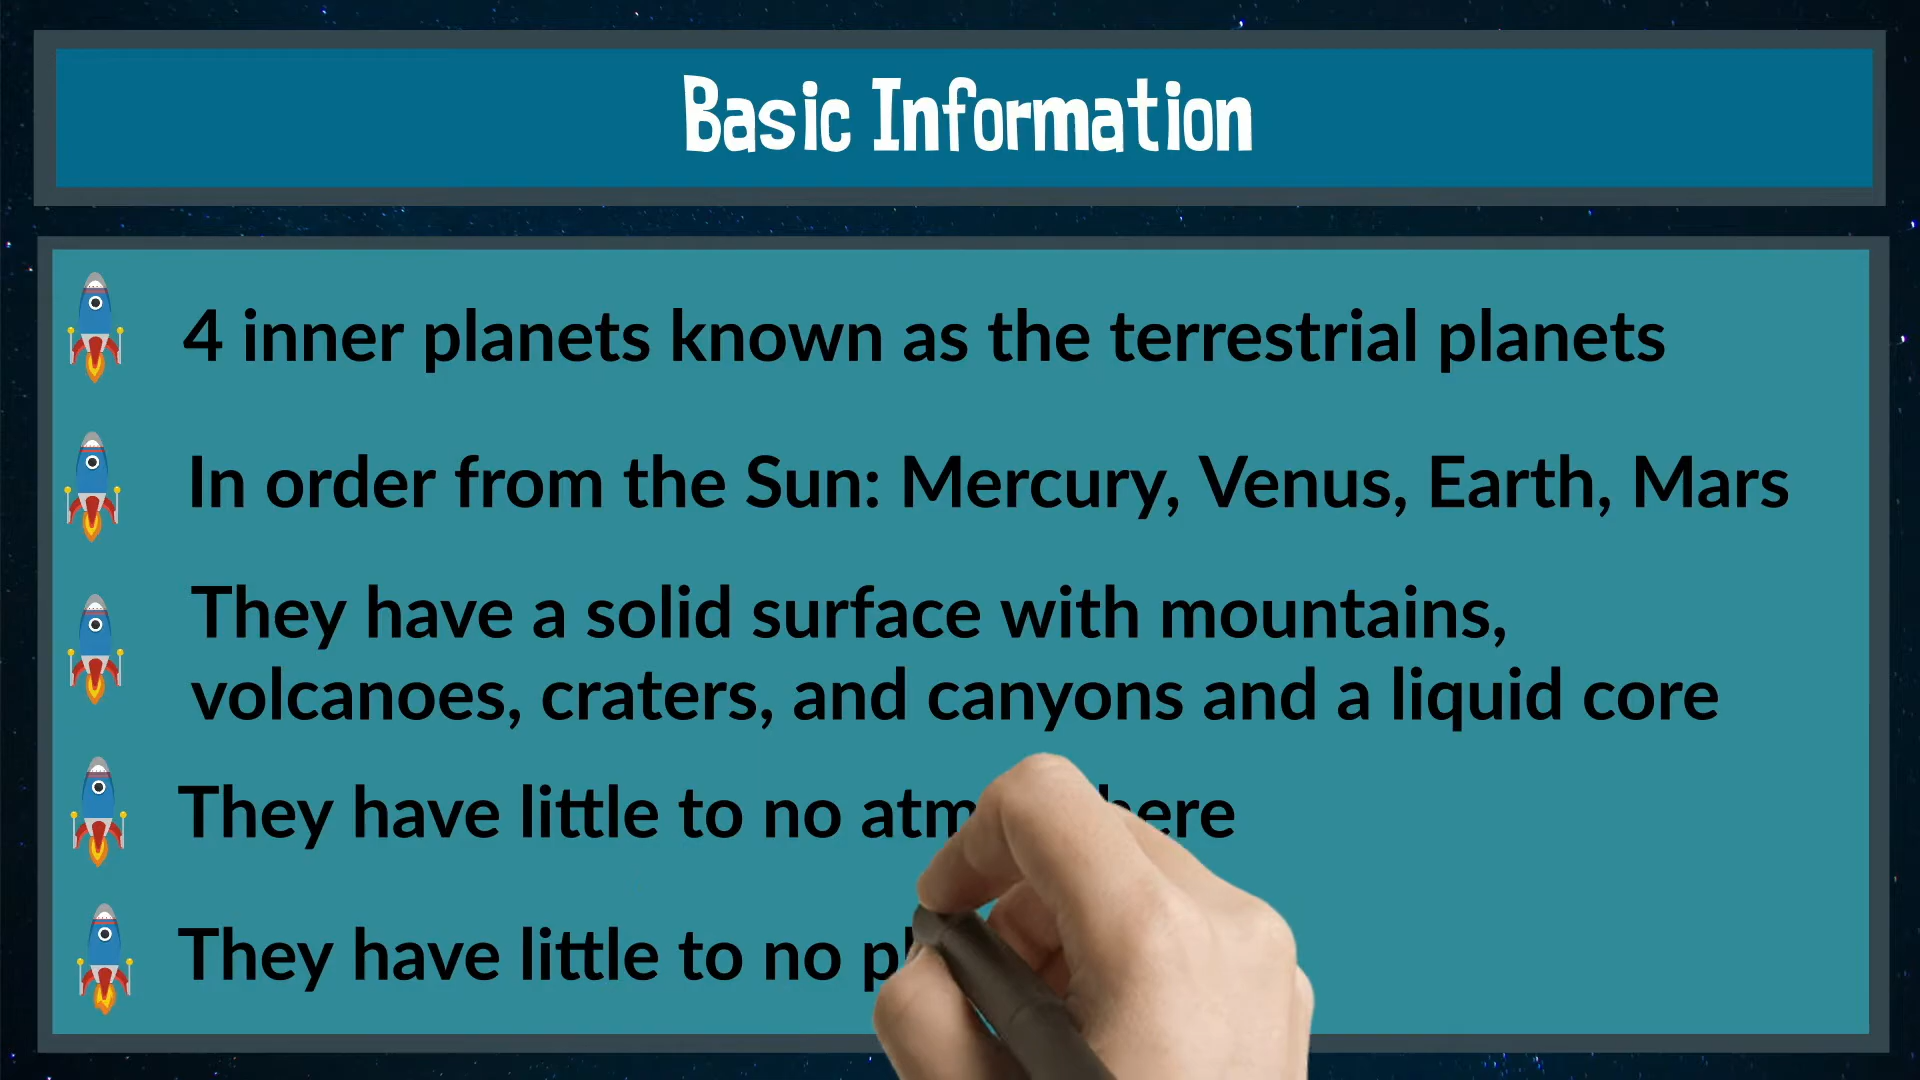 Basic Information
4 inner planets known as the terrestrial planets
In order from the Sun: Mercury, Venus, Earth, Mars
They have a solid surface with mountains,
volcanoes, craters, and canyons and a liquid core
They have little to no
They have little to no